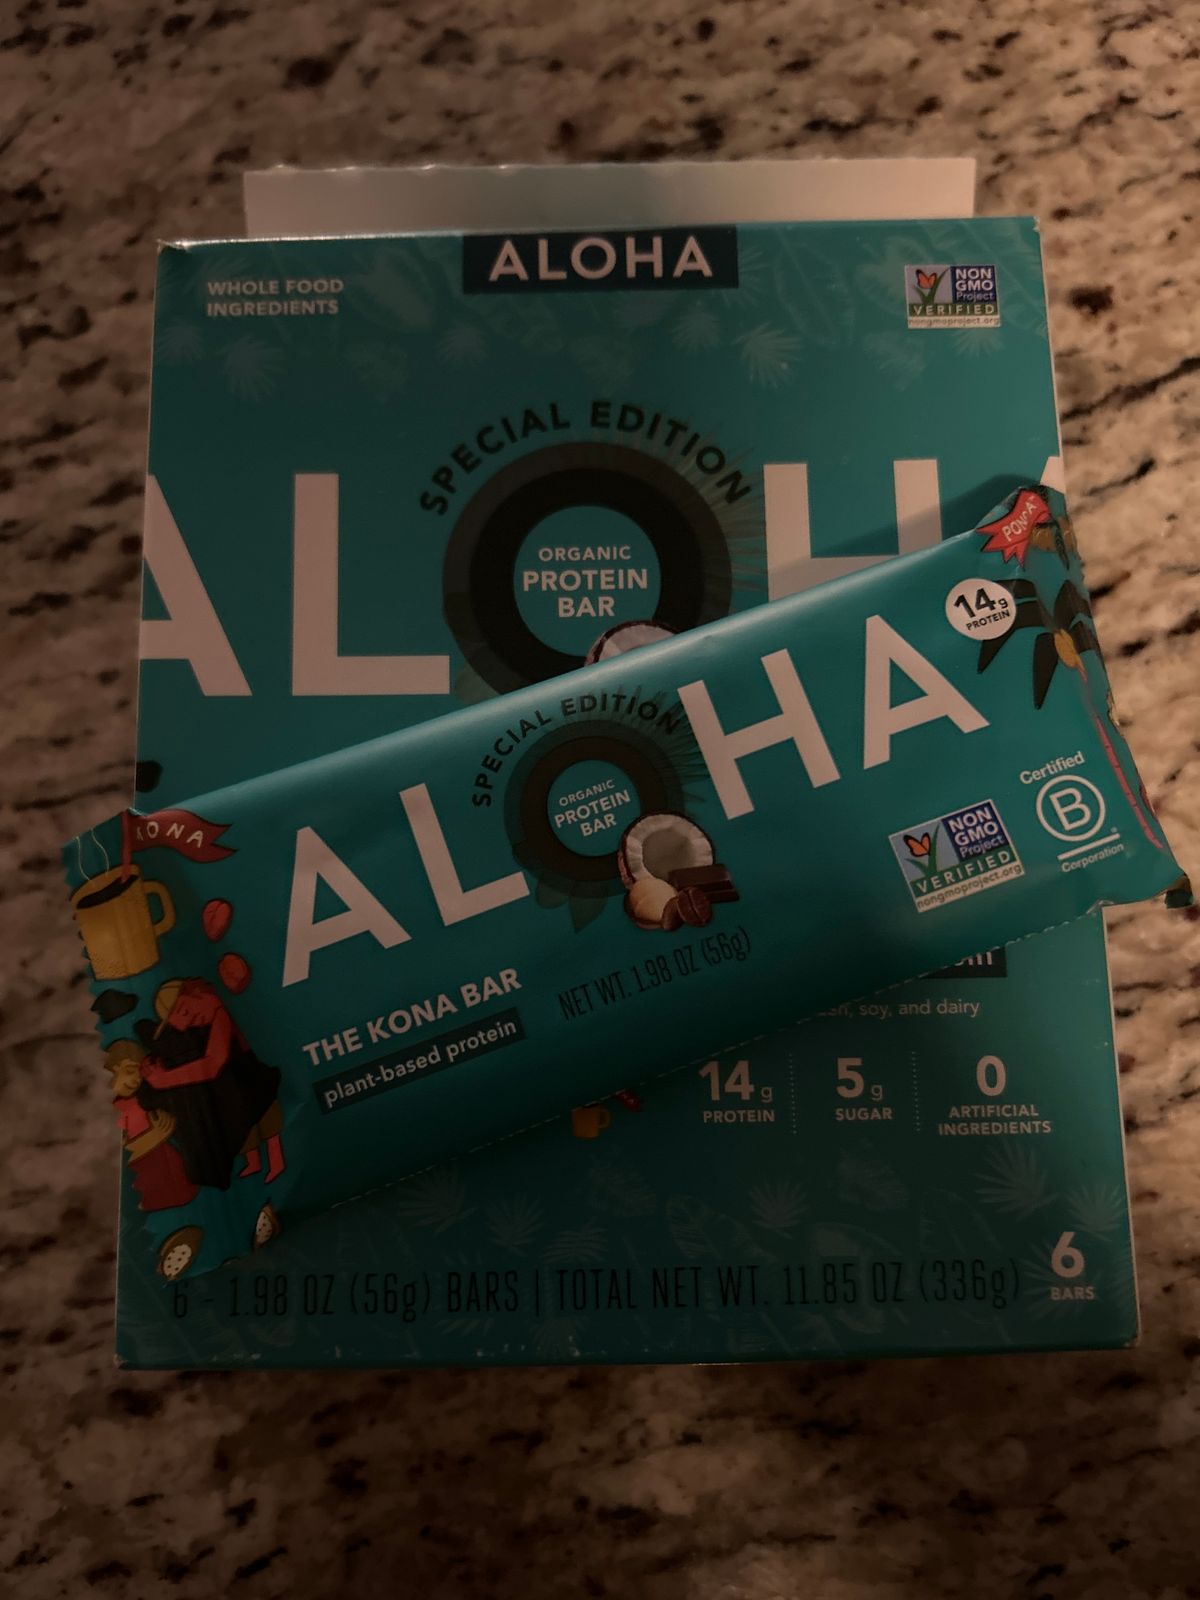 ALOHA
WHOLE FOOD
INGREDIENTS
NON
GMO
Project
VERIFIED
nongmoproject.org
SPECIAL EDITION
ALOH
ORGANIC
PROTEIN
BAR
PONO
14g
PROTEIN
SPECIAL EDITION
ALOHA
ORGANIC
PROTEIN
BAR
KONA
Certified
B
Corporation
NON
GMO
Project
VERIFIED
nongmoproject.org
THE KONA BAR
plant-based protein
NET WT. 1.98 OZ (56g)
soy, and dairy
14g
PROTEIN
5g
SUGAR
0
ARTIFICIAL
INGREDIENTS
6 - 1.98 OZ (56g) BARS | TOTAL NET WT. 11.85 OZ (336g)
6
BARS